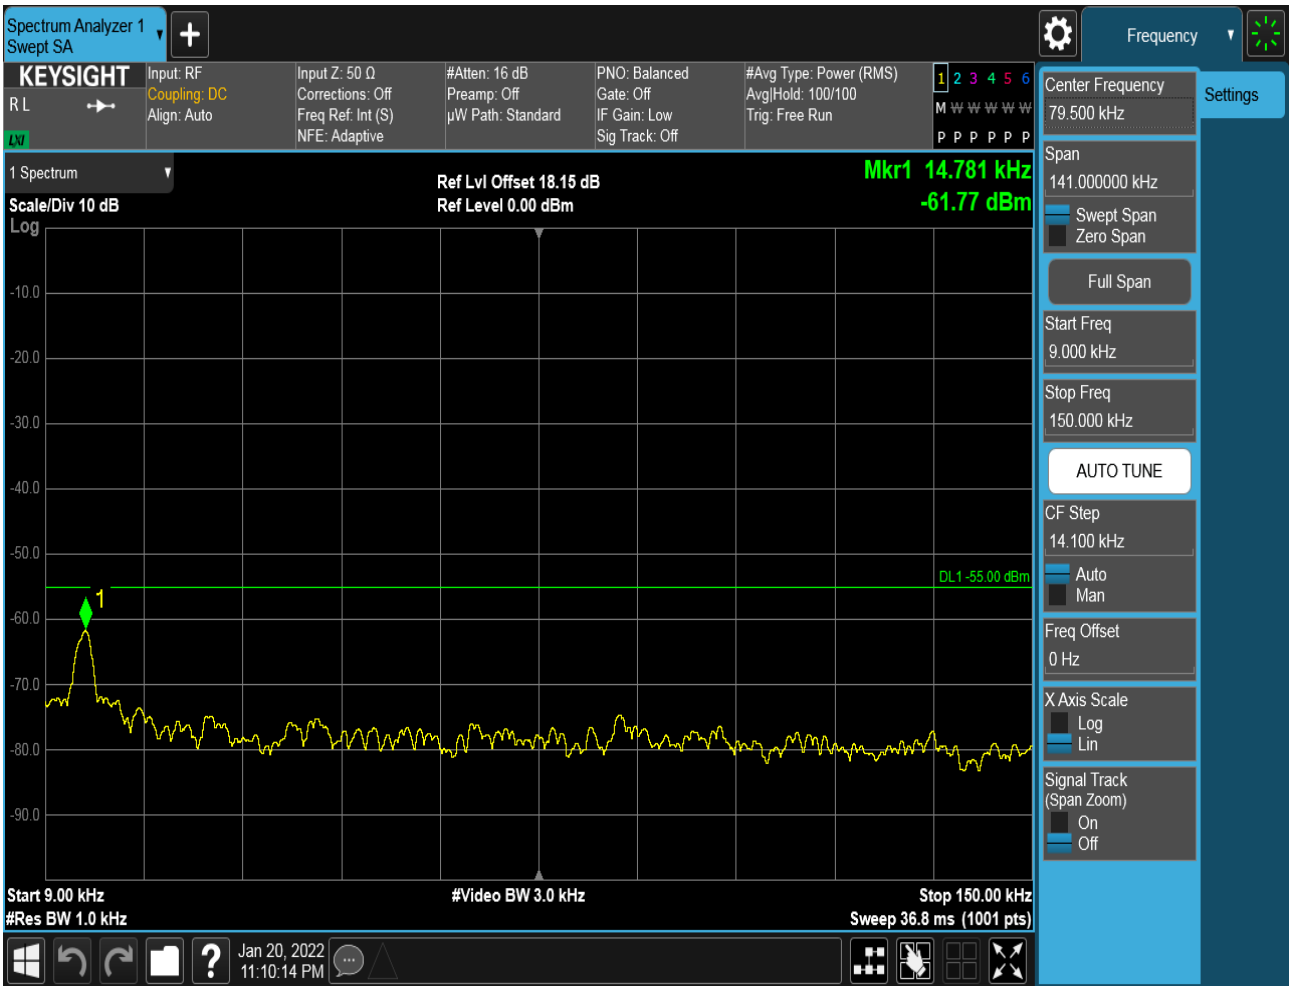 Spectrum Analyzer 1
Swept SA
Frequency
KEYSIGHT
R L
LXI
Input: RF
Coupling: DC
Align: Auto
Input Z: 50 Ω
Corrections: Off
Freq Ref: Int (S)
NFE: Adaptive
#Atten: 16 dB
Preamp: Off
µW Path: Standard
PNO: Balanced
Gate: Off
IF Gain: Low
Sig Track: Off
#Avg Type: Power (RMS)
Avg|Hold: 100/100
Trig: Free Run
1 2 3 4 5 6
M W W W W W
P P P P P P
1 Spectrum
Scale/Div 10 dB
Log
Ref Lvl Offset 18.15 dB
Ref Level 0.00 dBm
Mkr1 14.781 kHz
-61.77 dBm
-10.0
-20.0
-30.0
-40.0
-50.0
-60.0
-70.0
-80.0
-90.0
DL1 -55.00 dBm
1
Start 9.00 kHz
#Res BW 1.0 kHz
#Video BW 3.0 kHz
Stop 150.00 kHz
Sweep 36.8 ms (1001 pts)
Jan 20, 2022
11:10:14 PM
?
Settings
Center Frequency
79.500 kHz
Span
141.000000 kHz
Swept Span
Zero Span
Full Span
Start Freq
9.000 kHz
Stop Freq
150.000 kHz
AUTO TUNE
CF Step
14.100 kHz
Auto
Man
Freq Offset
0 Hz
X Axis Scale
Log
Lin
Signal Track
(Span Zoom)
On
Off